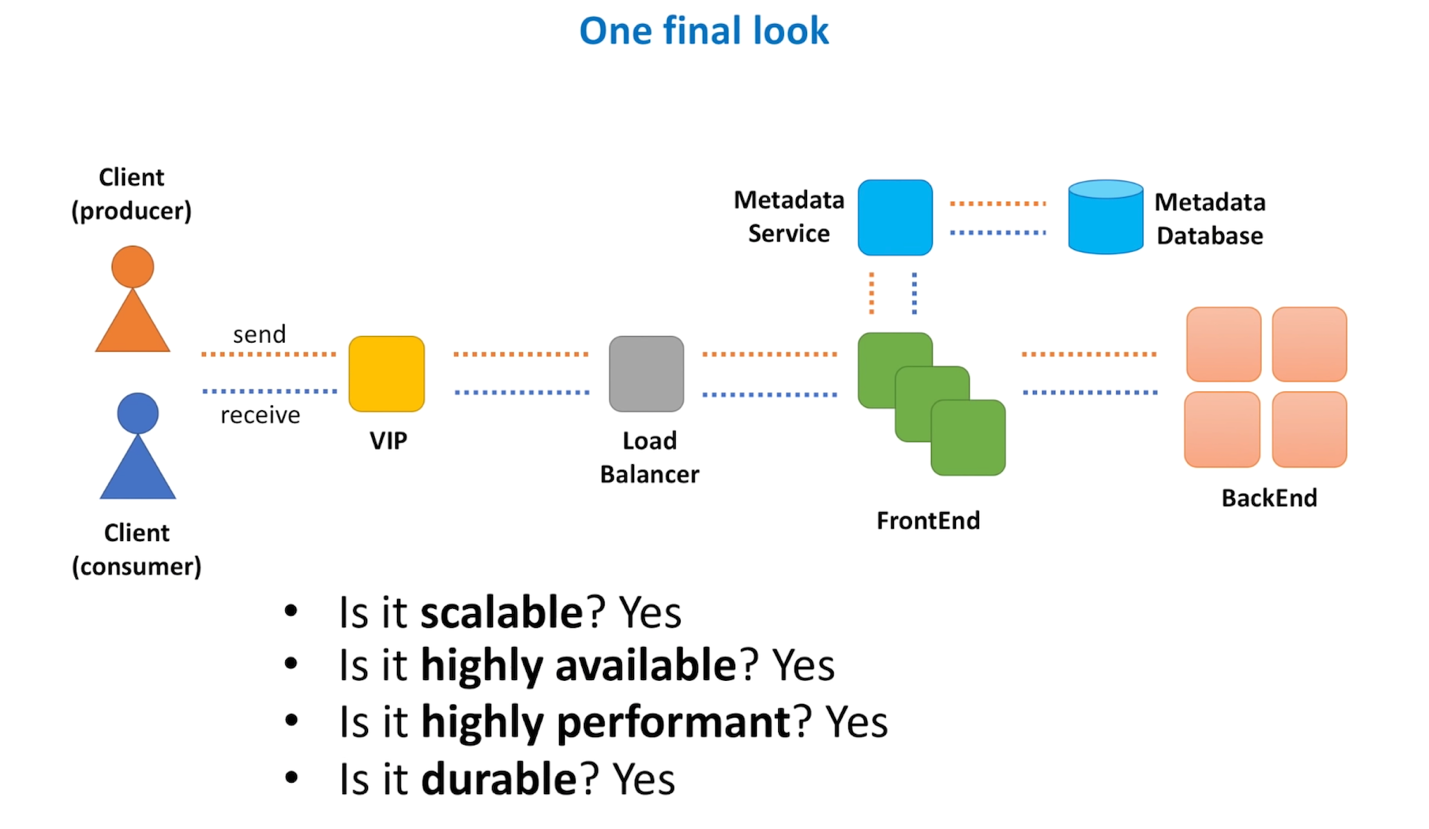 One final look
Client
(producer)
send
receive
Client
(consumer)
VIP
Load
Balancer
Metadata
Service
Metadata
Database
FrontEnd
BackEnd
• Is it scalable? Yes
• Is it highly available? Yes
• Is it highly performant? Yes
• Is it durable? Yes